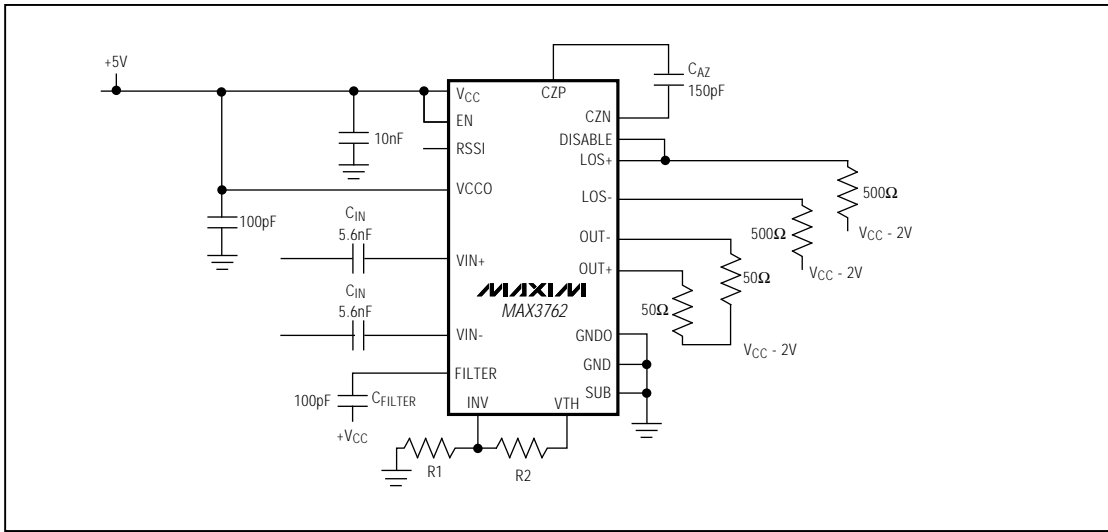 +5V
CAZ
150pF
VCC
CZP
EN
CZN
10nF
DISABLE
RSSI
LOS+
VCCO
LOS-
500Ω
100pF
CIN
5.6nF
VCC - 2V
500Ω
OUT-
VIN+
VCC - 2V
OUT+
50Ω
CIN
5.6nF
MAXIM
MAX3762
50Ω
VIN-
GNDO
VCC - 2V
GND
FILTER
SUB
100pF
CFILTER
INV
VTH
+VCC
R1
R2